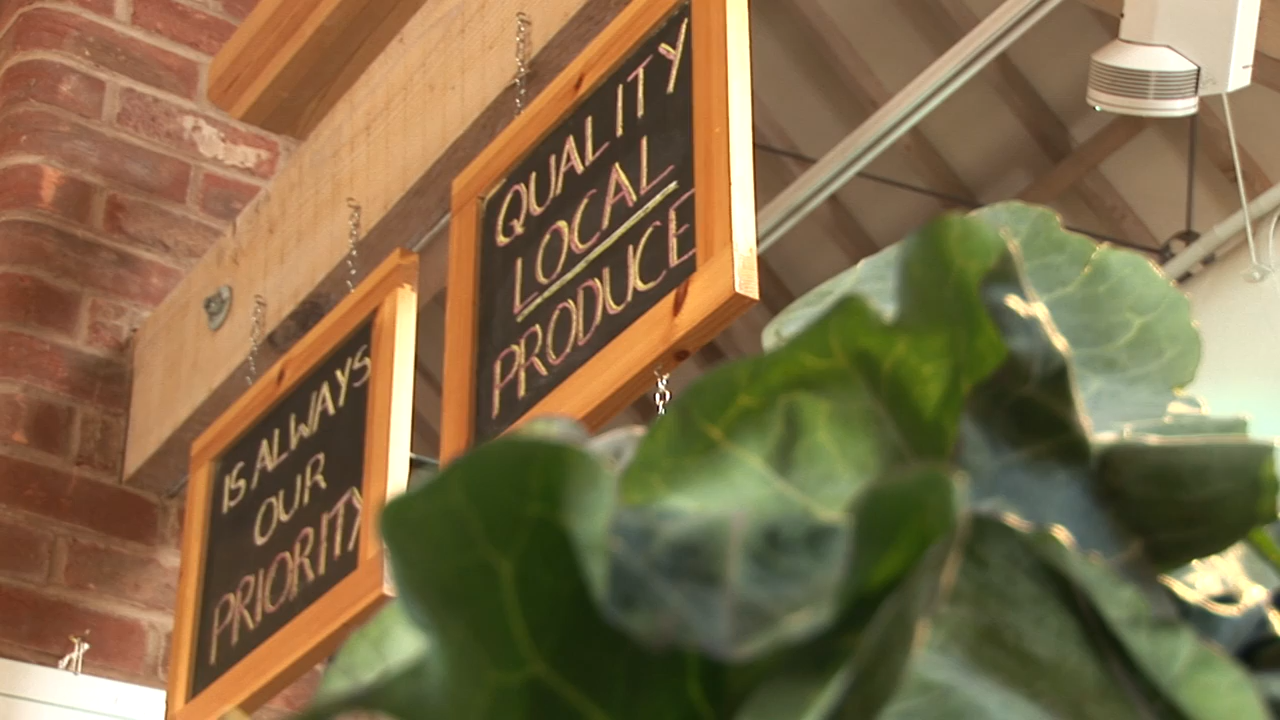 QUALITY
LOCAL
PRODUCE
IS ALWAYS
OUR
PRIORITY